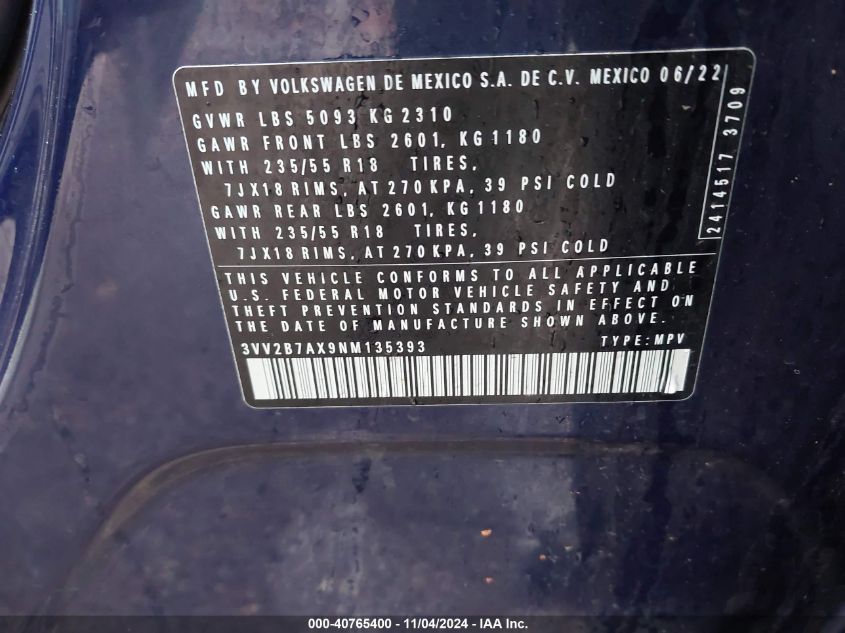 MFD BY VOLKSWAGEN DE MEXICO S.A. DE C.V. MEXICO 06/22
GVWR LBS 5093 KG 2310
GAWR FRONT LBS 2601, KG 1180
WITH 235/55 R18 TIRES,
7JX18 RIMS, AT 270 KPA, 39 PSI COLD
GAWR REAR LBS 2601, KG 1180
WITH 235/55 R18 TIRES,
7JX18 RIMS, AT 270 KPA, 39 PSI COLD
THIS VEHICLE CONFORMS TO ALL APPLICABLE
U.S. FEDERAL MOTOR VEHICLE SAFETY AND
THEFT PREVENTION STANDARDS IN EFFECT ON
THE DATE OF MANUFACTURE SHOWN ABOVE.
3VV2B7AX9NM135393 TYPE: MPV
2414517 3709
000-40765400 - 11/04/2024 - IAA Inc.